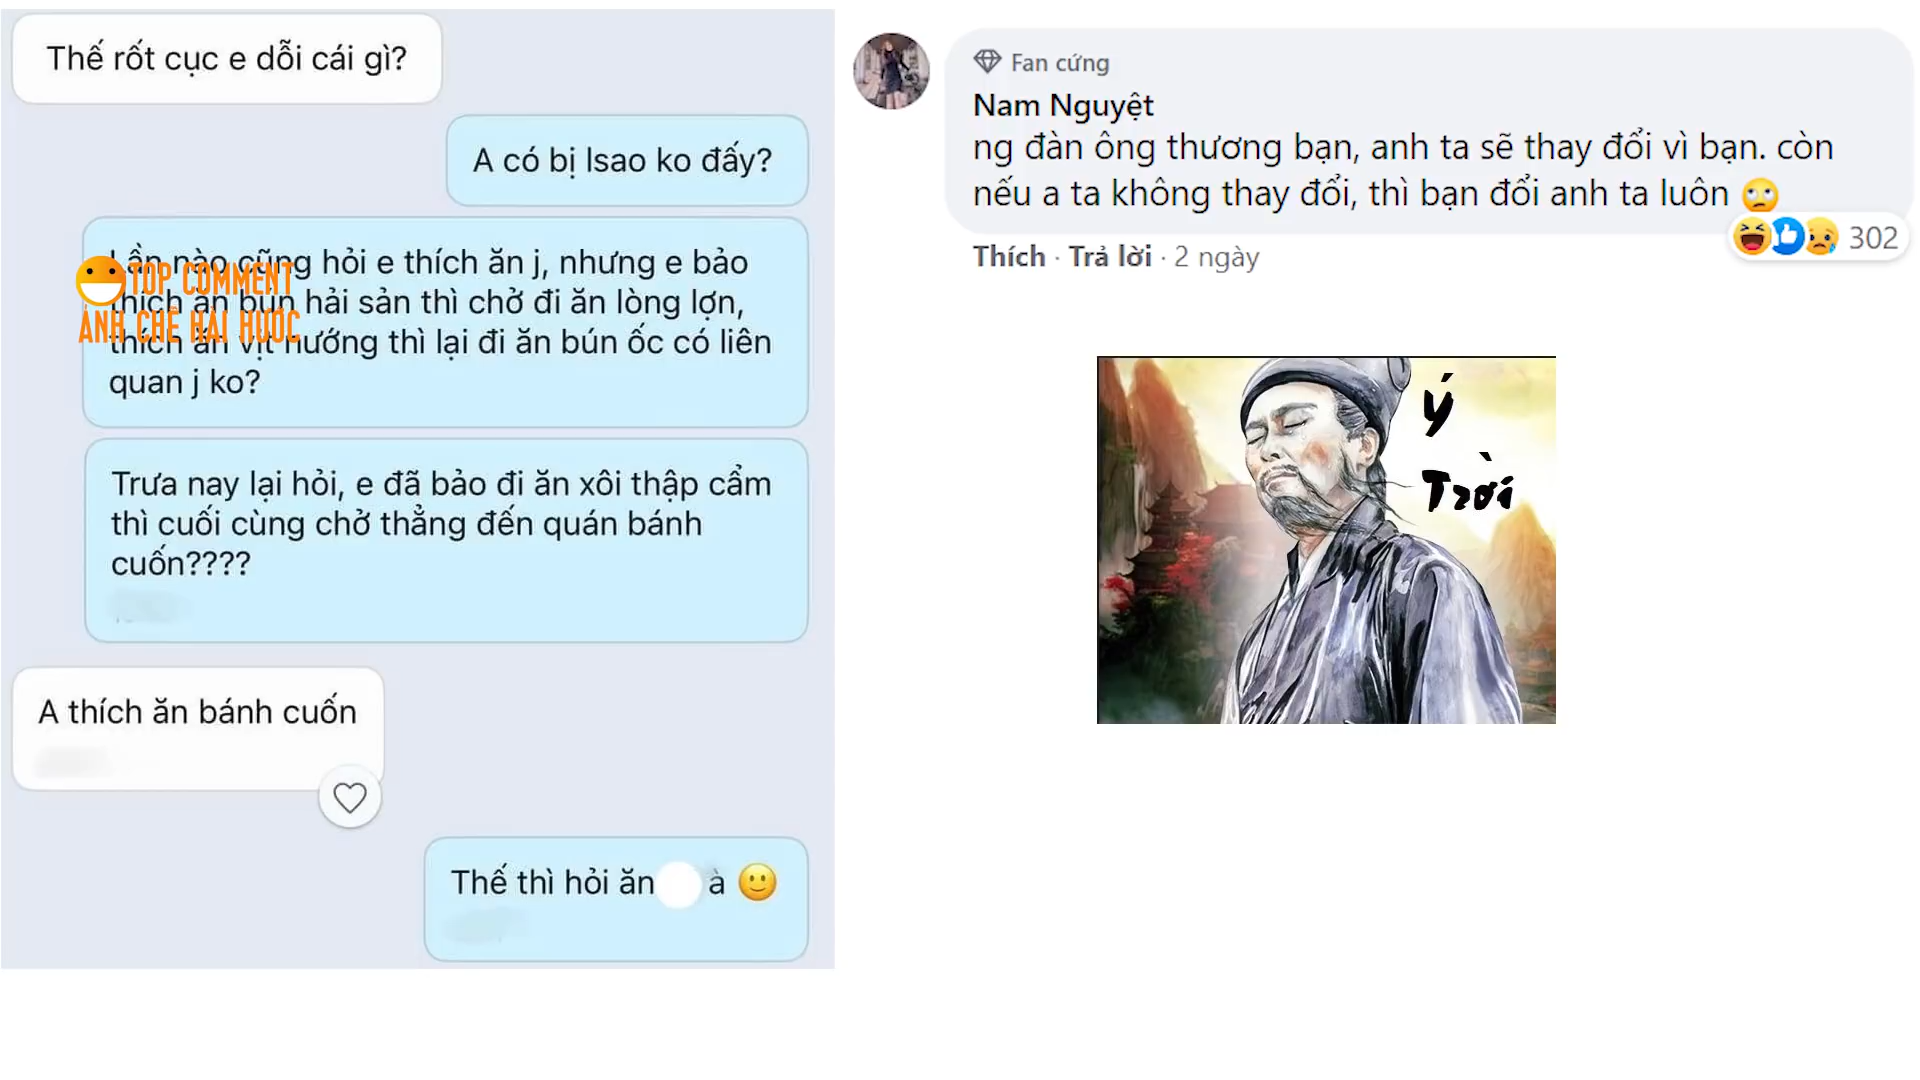 Thế rốt cục e dỗi cái gì?
A có bị lsao ko đấy?
Lần nào cũng hỏi e thích ăn j, nhưng e bảo
thích ăn bún hải sản thì chở đi ăn lòng lợn,
thích ăn vịt nướng thì lại đi ăn bún ốc có liên
quan j ko?
TOP COMMENT
ẢNH CHẾ HÀI HƯỚC
Trưa nay lại hỏi, e đã bảo đi ăn xôi thập cẩm
thì cuối cùng chở thẳng đến quán bánh
cuốn????
A thích ăn bánh cuốn
Thế thì hỏi ăn à 🙂
Fan cứng
Nam Nguyệt
ng đàn ông thương bạn, anh ta sẽ thay đổi vì bạn. còn
nếu a ta không thay đổi, thì bạn đổi anh ta luôn 🙄
302
Thích · Trả lời · 2 ngày
Ý
Trời